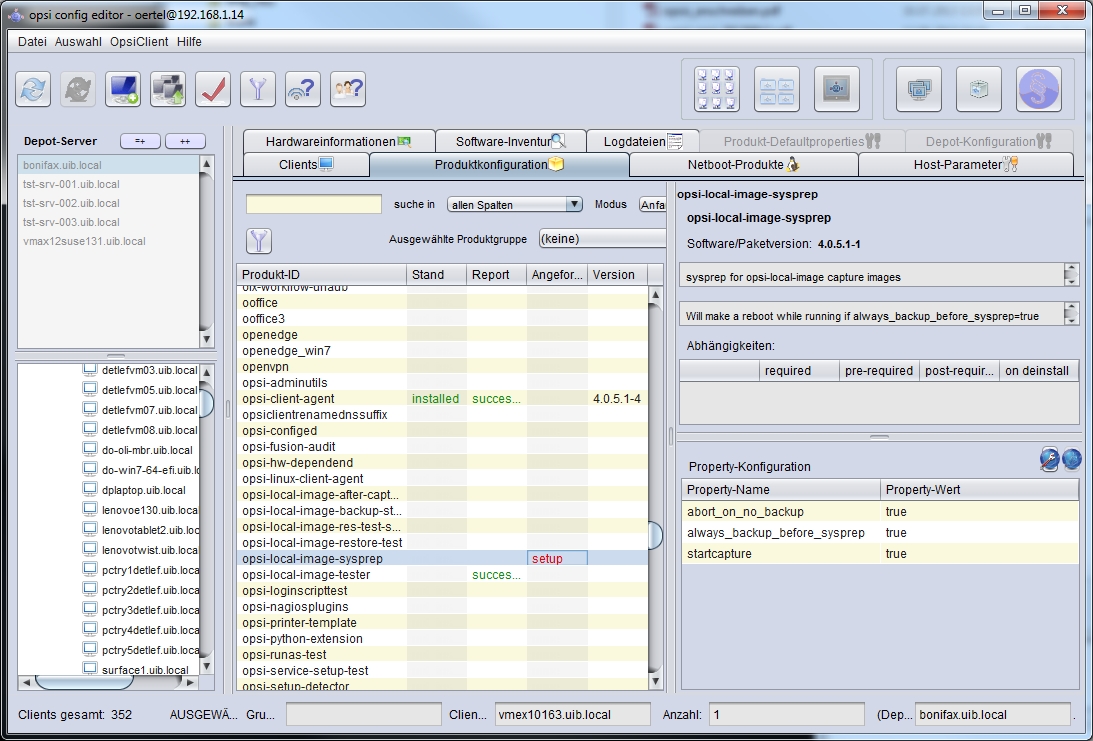 opsi config editor - oertel@192.168.1.14
Datei Auswahl OpsiClient Hilfe
Depot-Server
=+
++
bonifax.uib.local
tst-srv-001.uib.local
tst-srv-002.uib.local
tst-srv-003.uib.local
vmax12suse131.uib.local
detlefvm03.uib.local
detlefvm05.uib.local
detlefvm07.uib.local
detlefvm08.uib.local
do-oli-mbr.uib.local
do-win7-64-efi.uib.lo
dplaptop.uib.local
lenovoe130.uib.local
lenovotablet2.uib.loc
lenovotwist.uib.local
pctry1detlef.uib.loca
pctry2detlef.uib.loca
pctry3detlef.uib.loca
pctry4detlef.uib.loca
pctry5detlef.uib.loca
surface1.uib.local
Hardwareinformationen Software-Inventur Logdateien Produkt-Defaultproperties Depot-Konfiguration
Clients Produktkonfiguration Netboot-Produkte Host-Parameter
suche in allen Spalten Modus Anfa
Ausgewählte Produktgruppe (keine)
Produkt-ID Stand Report Angefor... Version
ofx-workflow-unaub
ooffice
ooffice3
openedge
openedge_win7
openvpn
opsi-adminutils
opsi-client-agent installed succes... 4.0.5.1-4
opsiclientrenamednssuffix
opsi-configed
opsi-fusion-audit
opsi-hw-dependend
opsi-linux-client-agent
opsi-local-image-after-capt...
opsi-local-image-backup-st...
opsi-local-image-res-test-s...
opsi-local-image-restore-test
opsi-local-image-sysprep setup
opsi-local-image-tester succes...
opsi-loginscripttest
opsi-nagiosplugins
opsi-printer-template
opsi-python-extension
opsi-runas-test
opsi-service-setup-test
opsi-setup-detector
opsi-local-image-sysprep
opsi-local-image-sysprep
Software/Paketversion: 4.0.5.1-1
sysprep for opsi-local-image capture images
Will make a reboot while running if always_backup_before_sysprep=true
Abhängigkeiten:
required pre-required post-requir... on deinstall
Property-Konfiguration
Property-Name Property-Wert
abort_on_no_backup true
always_backup_before_sysprep true
startcapture true
Clients gesamt: 352 AUSGEWÄ... Gru... Clien... vmex10163.uib.local Anzahl: 1 (Dep... bonifax.uib.local .